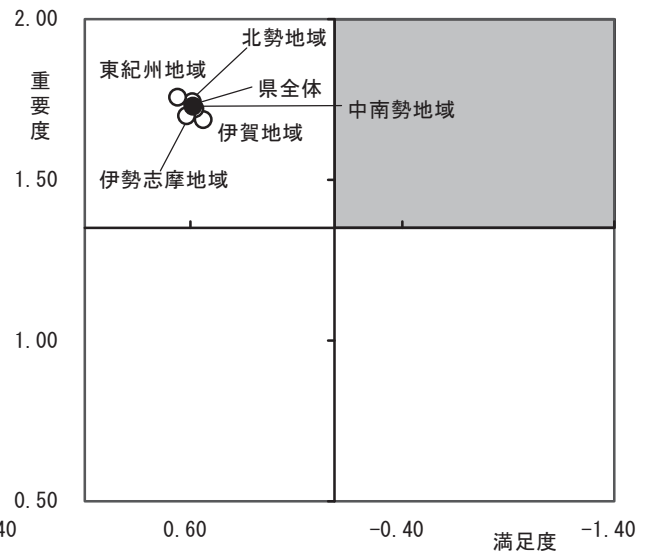 2.00
北勢地域
重要度
東紀州地域
県全体
中南勢地域
伊賀地域
1.50
伊勢志摩地域
1.00
0.50
40
0.60
-0.40
-1.40
満足度